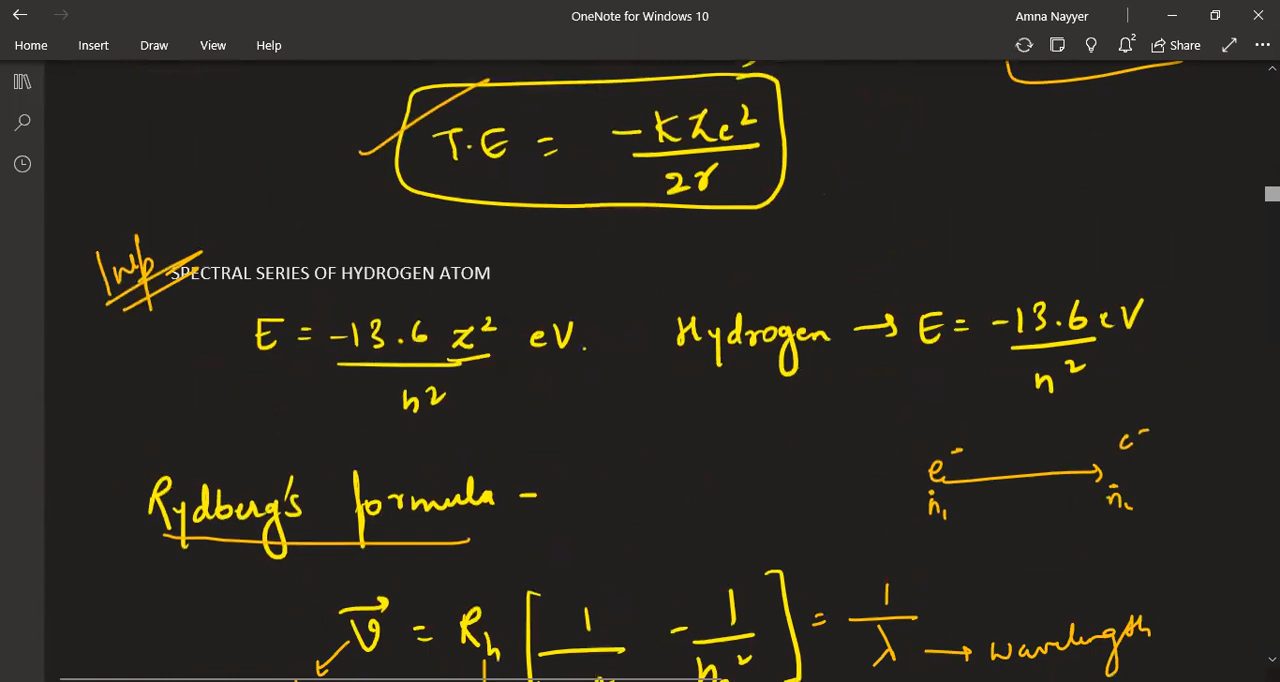 OneNote for Windows 10
Amna Nayyer
Home Insert Draw View Help
2 Share
T.E = -KZe²
2r
Imp
SPECTRAL SERIES OF HYDROGEN ATOM
E = -13.6 z² eV.
n²
Hydrogen → E = -13.6 eV
n²
e⁻ e⁻
n₁ n₂
Rydberg's formula -
ν = Rh [ 1 - 1 ] = 1
n² λ → wavelength